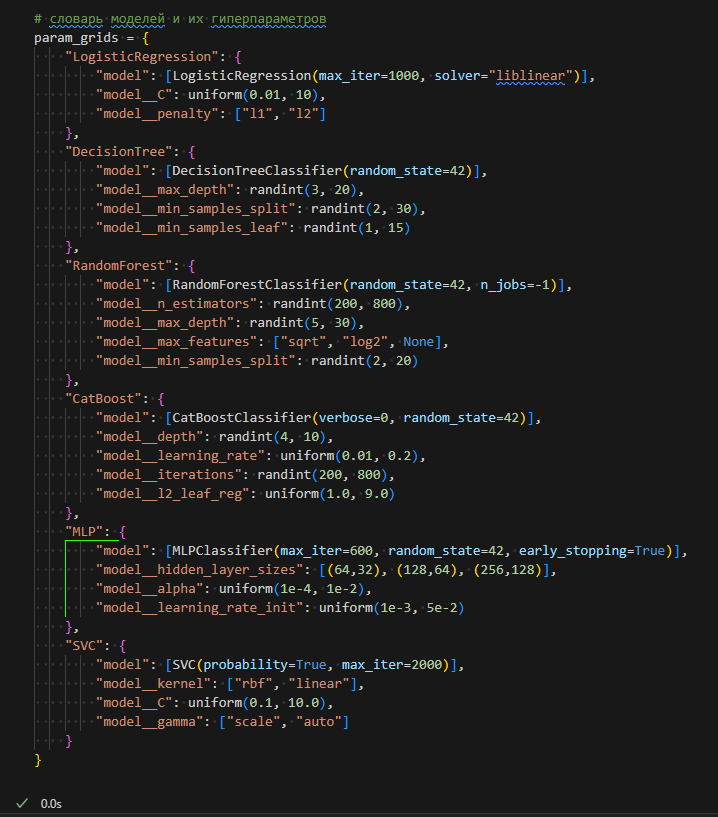 # словарь моделей и их гиперпараметров
param_grids = {
    "LogisticRegression": {
        "model": [LogisticRegression(max_iter=1000, solver="liblinear")],
        "model__C": uniform(0.01, 10),
        "model__penalty": ["l1", "l2"]
    },
    "DecisionTree": {
        "model": [DecisionTreeClassifier(random_state=42)],
        "model__max_depth": randint(3, 20),
        "model__min_samples_split": randint(2, 30),
        "model__min_samples_leaf": randint(1, 15)
    },
    "RandomForest": {
        "model": [RandomForestClassifier(random_state=42, n_jobs=-1)],
        "model__n_estimators": randint(200, 800),
        "model__max_depth": randint(5, 30),
        "model__max_features": ["sqrt", "log2", None],
        "model__min_samples_split": randint(2, 20)
    },
    "CatBoost": {
        "model": [CatBoostClassifier(verbose=0, random_state=42)],
        "model__depth": randint(4, 10),
        "model__learning_rate": uniform(0.01, 0.2),
        "model__iterations": randint(200, 800),
        "model__l2_leaf_reg": uniform(1.0, 9.0)
    },
    "MLP": {
        "model": [MLPClassifier(max_iter=600, random_state=42, early_stopping=True)],
        "model__hidden_layer_sizes": [(64,32), (128,64), (256,128)],
        "model__alpha": uniform(1e-4, 1e-2),
        "model__learning_rate_init": uniform(1e-3, 5e-2)
    },
    "SVC": {
        "model": [SVC(probability=True, max_iter=2000)],
        "model__kernel": ["rbf", "linear"],
        "model__C": uniform(0.1, 10.0),
        "model__gamma": ["scale", "auto"]
    }
}
0.0s